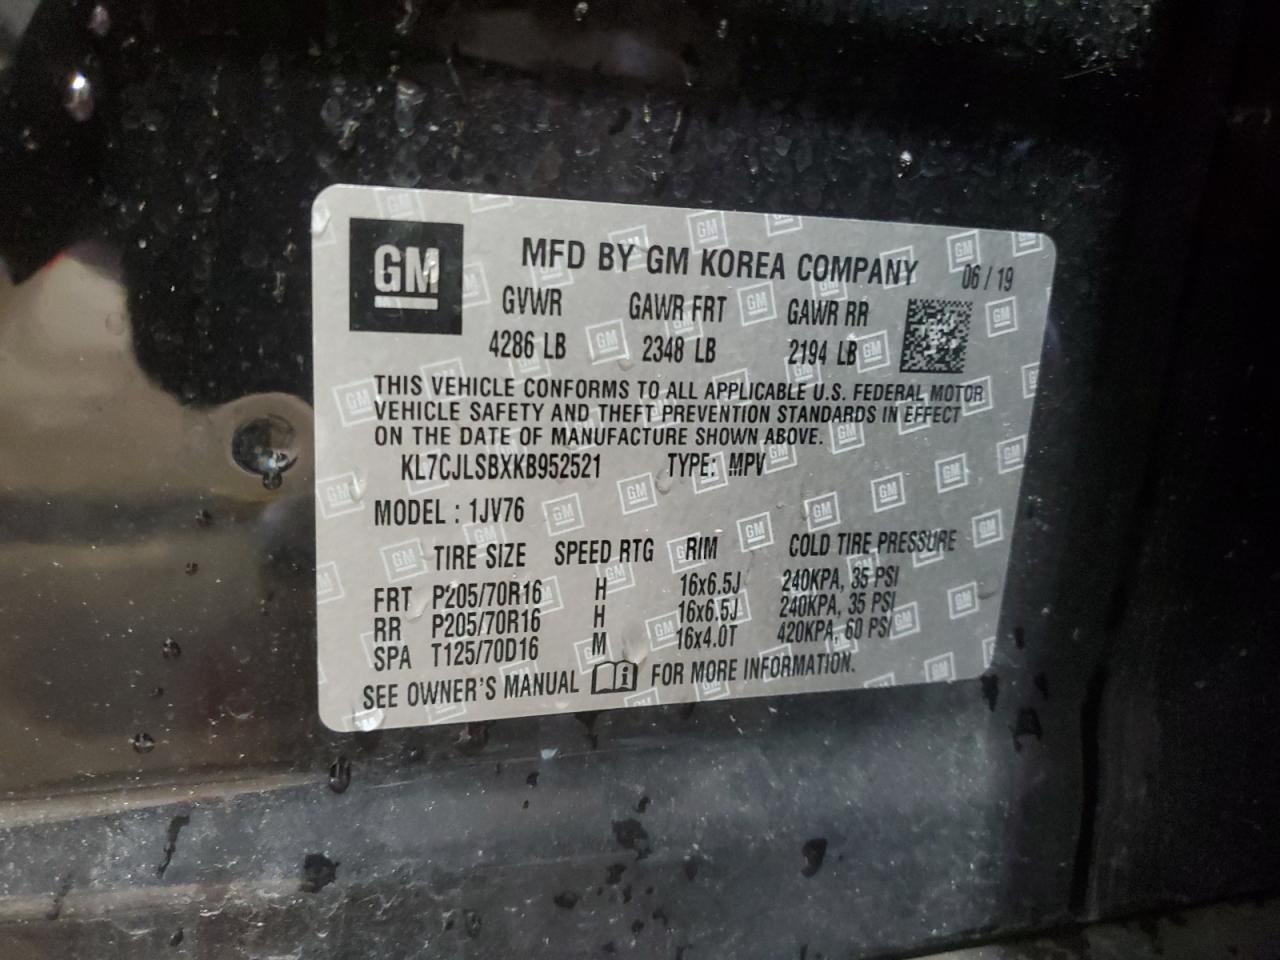 GM
MFD BY GM KOREA COMPANY 06 / 19
GVWR GAWR FRT GAWR RR
4286 LB 2348 LB 2194 LB
THIS VEHICLE CONFORMS TO ALL APPLICABLE U.S. FEDERAL MOTOR
VEHICLE SAFETY AND THEFT PREVENTION STANDARDS IN EFFECT
ON THE DATE OF MANUFACTURE SHOWN ABOVE.
KL7CJLSBXKB952521 TYPE: MPV
MODEL : 1JV76
TIRE SIZE SPEED RTG RIM COLD TIRE PRESSURE
FRT P205/70R16 H 16x6.5J 240KPA, 35 PSI
RR P205/70R16 H 16x6.5J 240KPA, 35 PSI
SPA T125/70D16 M 16x4.0T 420KPA, 60 PSI
SEE OWNER'S MANUAL i FOR MORE INFORMATION.